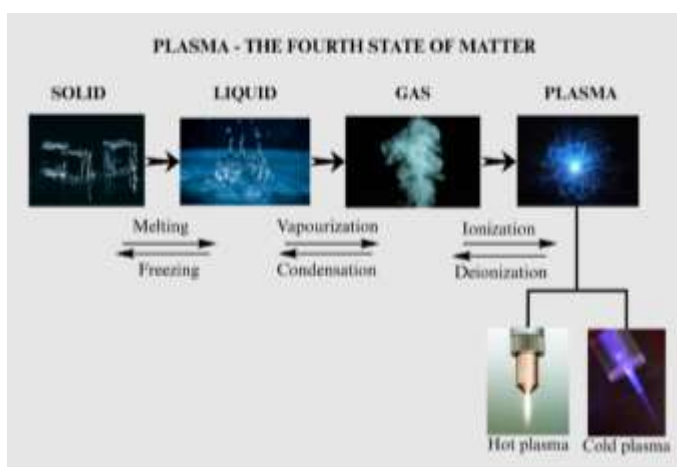 PLASMA - THE FOURTH STATE OF MATTER
SOLID LIQUID GAS PLASMA
Melting Vapourization Ionization
Freezing Condensation Deionization
Hot plasma Cold plasma